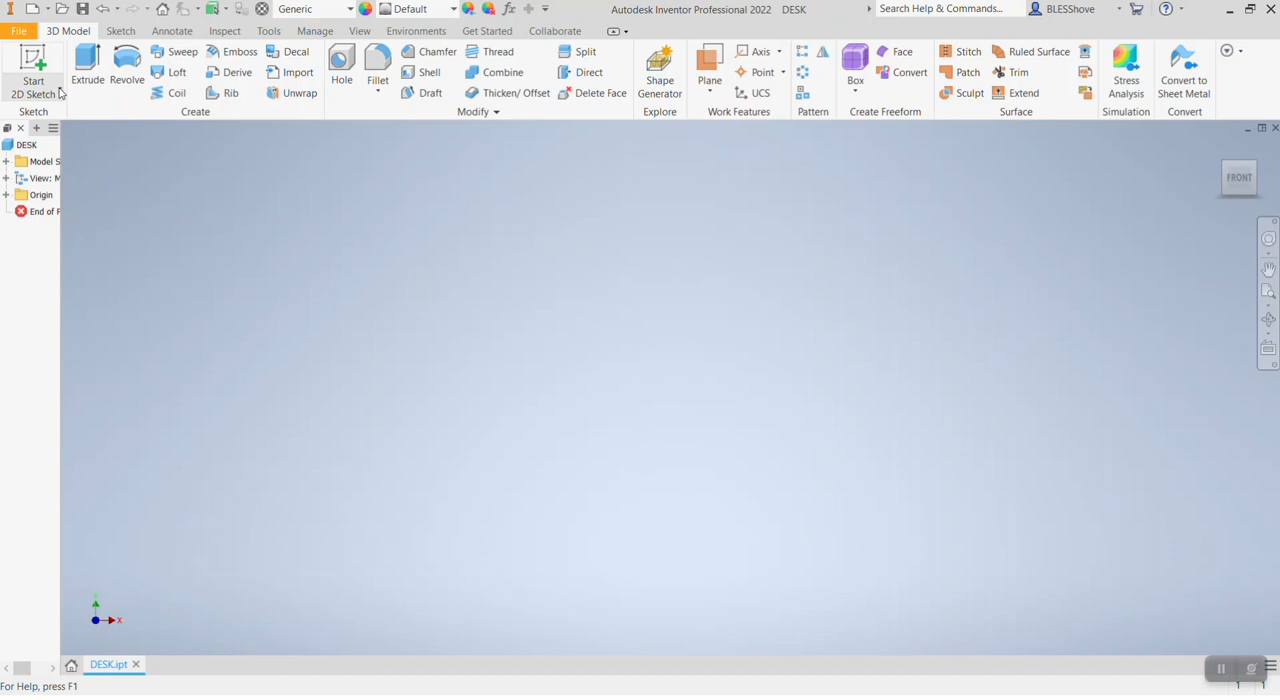 Generic
Default
Autodesk Inventor Professional 2022 DESK
Search Help & Commands...
BLESShove
File
3D Model
Sketch
Annotate
Inspect
Tools
Manage
View
Environments
Get Started
Collaborate
Start
2D Sketch
Sketch
Extrude
Revolve
Sweep
Loft
Coil
Emboss
Derive
Rib
Decal
Import
Unwrap
Create
Hole
Fillet
Chamfer
Shell
Draft
Thread
Combine
Thicken/ Offset
Split
Direct
Delete Face
Modify
Shape
Generator
Explore
Plane
Axis
Point
UCS
Work Features
Pattern
Box
Face
Convert
Create Freeform
Stitch
Patch
Sculpt
Ruled Surface
Trim
Extend
Surface
Stress
Analysis
Simulation
Convert to
Sheet Metal
Convert
DESK
Model S
View: M
Origin
End of P
FRONT
X
DESK.ipt
For Help, press F1
1 1